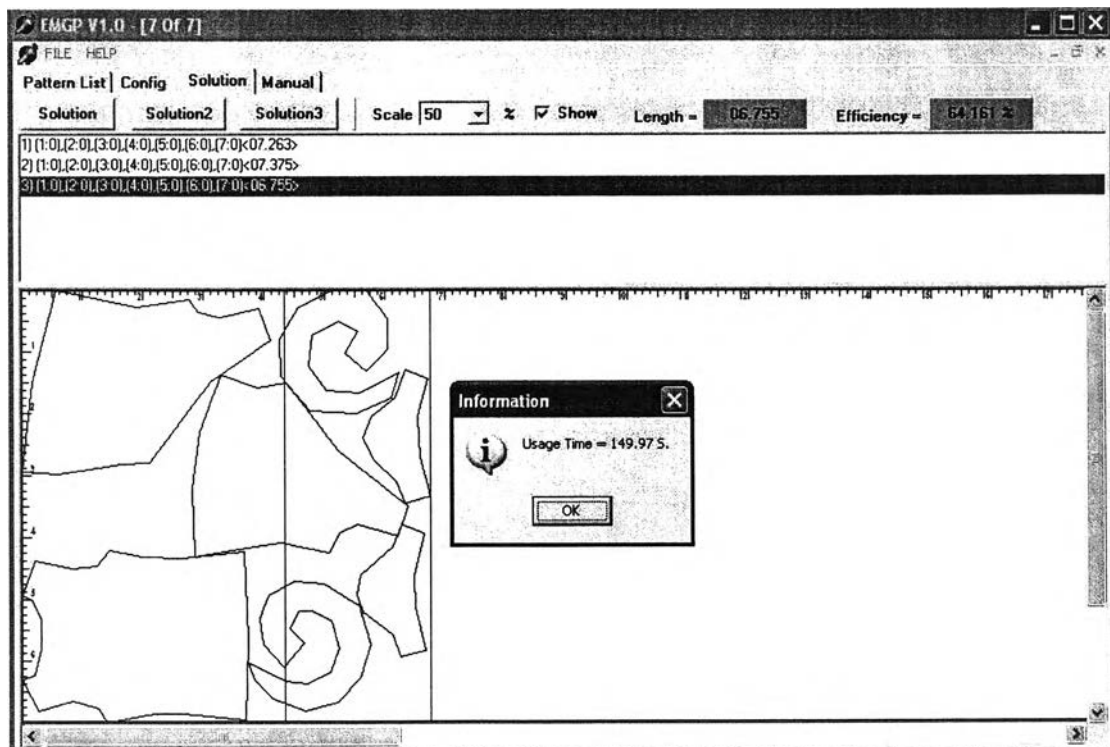 EMGP V1.0 - [7 Of 7]
FILE HELP
Pattern List Config Solution Manual
Solution Solution2 Solution3 Scale 50 % Show Length = 06.755 Efficiency = 64.161 %
1) (1:0),(2:0),(3:0),(4:0),(5:0),(6:0),(7:0)<07.263>
2) (1:0),(2:0),(3:0),(4:0),(5:0),(6:0),(7:0)<07.375>
3) (1:0),(2:0),(3:0),(4:0),(5:0),(6:0),(7:0)<06.755>
Information
Usage Time = 149.97 S.
OK